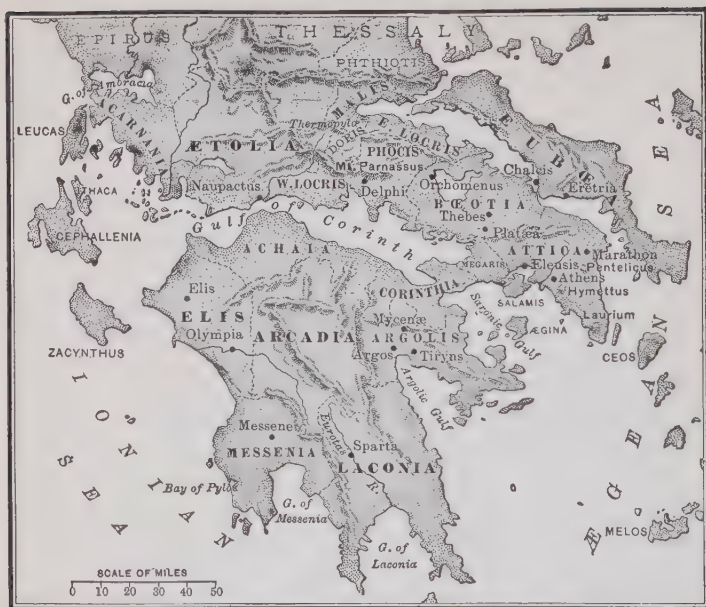 EPIRUS
THESSALY
PHTHIOTI
G. of Ambracia
MALIS
ACARNANIA
LEUCAS
Thermopylæ
E. LOCRIS
DORIS
ÆTOLIA
PHOCIS
EUBŒA
ÆGEAN SEA
Mt. Parnassus
Chalcis
ITHACA
Naupactus
W. LOCRIS
Delphi
Orchomenus
Eretria
BŒOTIA
Thebes
Gulf of Corinth
Platæa
CEPHALLENIA
ACHAIA
ATTICA
Marathon
MEGARIS
Eleusis
Pentelicus
Athens
Elis
CORINTHIA
SALAMIS
Hymettus
ELIS
Mycenæ
Saronic Gulf
Laurium
Olympia
ARCADIA
ARGOLIS
ÆGINA
ZACYNTHUS
Argos
Tiryns
CEOS
Argolic Gulf
IONIAN SEA
Messene
Eurotas R.
Sparta
MESSENIA
LACONIA
Bay of Pylos
G. of
Messenia
MELOS
G. of
Laconia
SCALE OF MILES
0 10 20 30 40 50